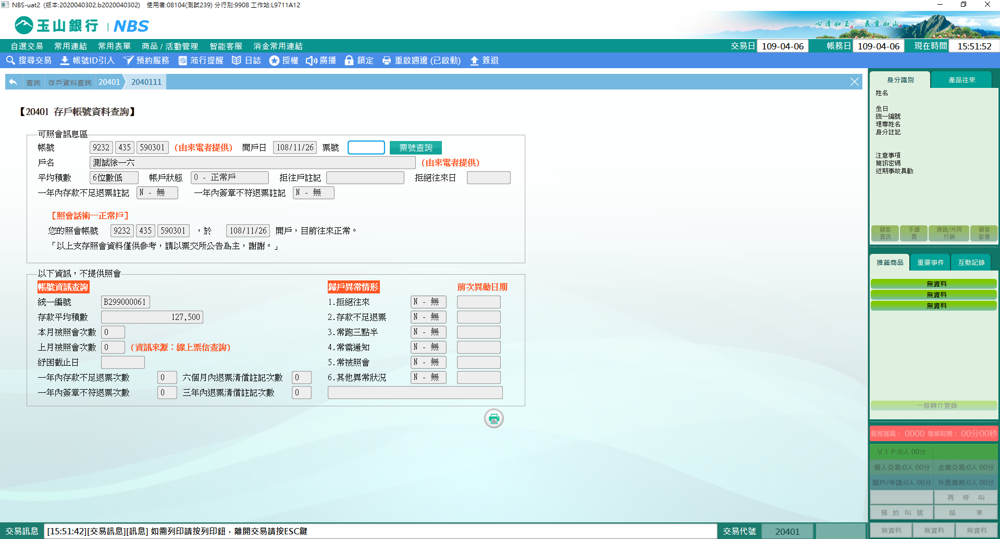 NBS-uat2 (版本:2020040302.b2020040302) 使用者:08104(測試239) 分行別:9908 工作站:L9711A12
玉山銀行 | NBS
心清如玉。 義重如山。
自選交易 常用連結 常用表單 商品 / 活動管理 智能客服 消金常用連結 交易日 109-04-06 帳務日 109-04-06 現在時間 15:51:52
搜尋交易 帳號ID引入 預約服務 蒞行提醒 日誌 授權 廣播 鎖定 重啟週邊 (已啟動) 簽退
查詢 存戶資料查詢 20401 2040111
【20401 存戶帳號資料查詢】
可照會訊息區
帳號 9232 435 590301 (由來電者提供) 開戶日 108/11/26 票號 票號查詢
戶名 測試徐一六 (由來電者提供)
平均積數 6位數低 帳戶狀態 0 - 正常戶 拒往戶註記 拒絕往來日
一年內存款不足退票註記 N - 無 一年內簽章不符退票註記 N - 無
【照會話術—正常戶】
您的照會帳號 9232 435 590301 ，於 108/11/26 開戶，目前往來正常。
「以上支存照會資料僅供參考，請以票交所公告為主，謝謝。」
以下資訊，不提供照會
帳號資訊查詢 歸戶異常情形 前次異動日期
統一編號 B299000061 1.拒絕往來 N - 無
存款平均積數 127,500 2.存款不足退票 N - 無
本月被照會次數 0 3.常跑三點半 N - 無
上月被照會次數 0 (資訊來源：線上票信查詢) 4.常需通知 N - 無
紓困截止日 5.常被照會 N - 無
一年內存款不足退票次數 0 六個月內退票清償註記次數 0 6.其他異常狀況 N - 無
一年內簽章不符退票次數 0 三年內退票清償註記次數 0
身分識別 產品往來
姓名
生日
統一編號
理專姓名
身分註記
注意事項
簡訊密碼
近期事故異動
顧客資訊 手續費 通路/共同行銷 顧客影像
推薦商品 重要事件 互動記錄
無資料
無資料
無資料
一般轉介登錄
服務號碼： 0000 等候時間： 00分00秒
ＶＩＰ:0人 00分
個人交易:0人 00分 企業交易:0人 00分
開戶/申請:0人 00分 外匯業務:0人 00分
再 呼 叫
預 約 叫 號 結 束
無資料 無資料 無資料
交易訊息 [15:51:42][交易訊息][訊息] 如需列印請按列印鈕，離開交易請按ESC鍵 交易代號 20401